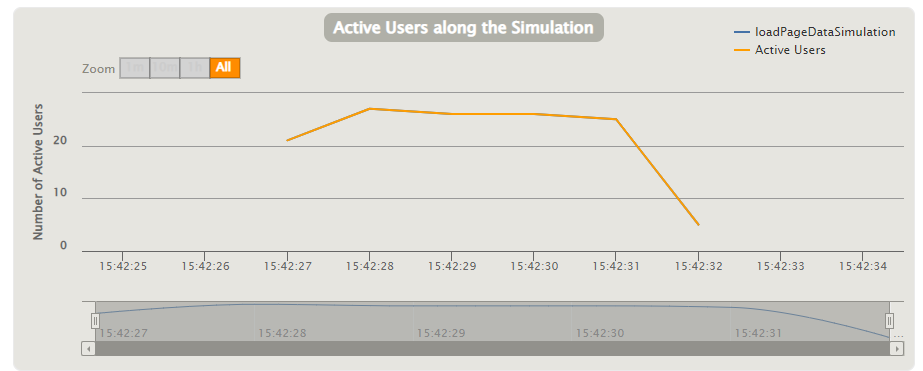 Active Users along the Simulation
loadPageDataSimulation
Active Users
Zoom 1m 10m 1h All
Number of Active Users
20
10
0
15:42:25 15:42:26 15:42:27 15:42:28 15:42:29 15:42:30 15:42:31 15:42:32 15:42:33 15:42:34
15:42:27 15:42:28 15:42:29 15:42:30 15:42:31 ...